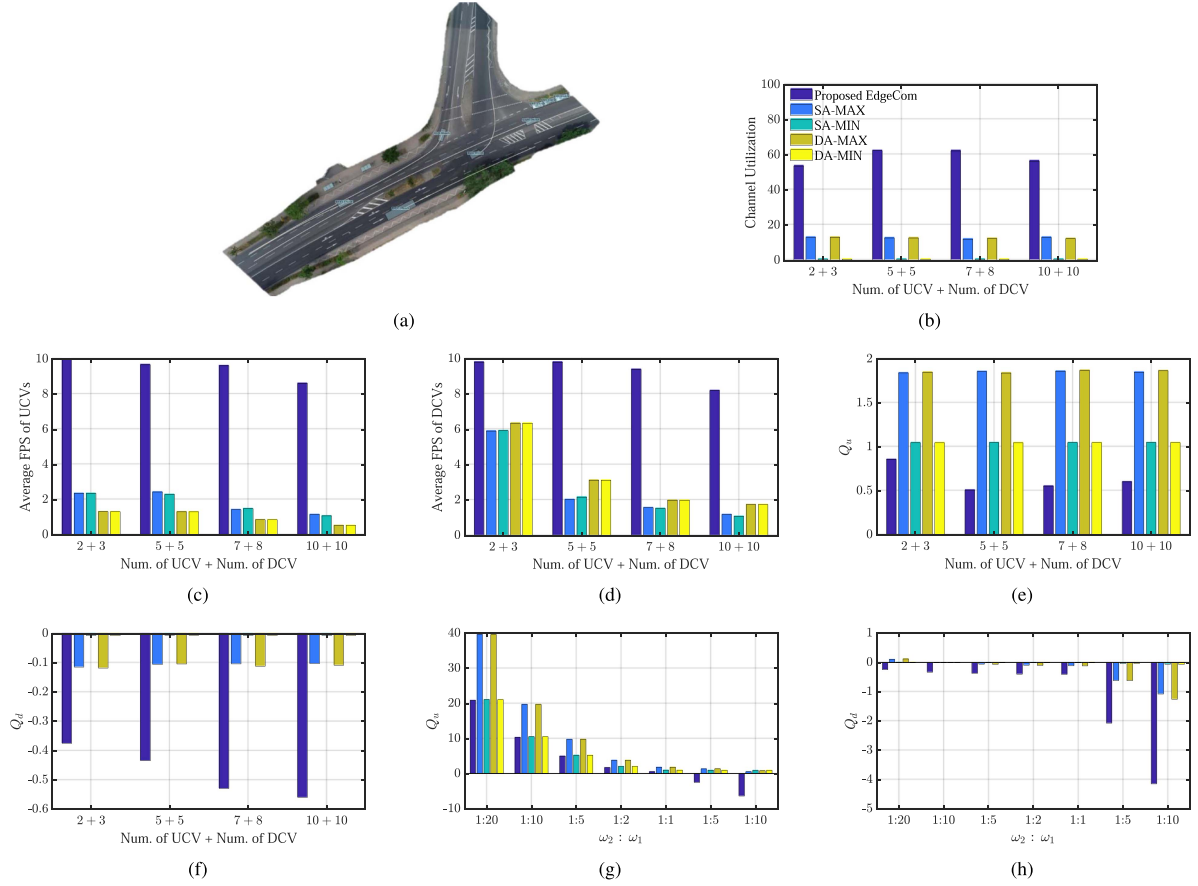 100
80
60
40
20
0
Channel Utilization
Proposed EdgeCom
SA-MAX
SA-MIN
DA-MAX
DA-MIN
2 + 3
5 + 5
7 + 8
10 + 10
Num. of UCV + Num. of DCV
(a)
(b)
10
8
6
4
2
0
Average FPS of UCVs
2 + 3
5 + 5
7 + 8
10 + 10
Num. of UCV + Num. of DCV
(c)
10
8
6
4
2
0
Average FPS of DCVs
2 + 3
5 + 5
7 + 8
10 + 10
Num. of UCV + Num. of DCV
(d)
2
1.5
1
0.5
0
Qu
2 + 3
5 + 5
7 + 8
10 + 10
Num. of UCV + Num. of DCV
(e)
0
-0.1
-0.2
-0.3
-0.4
-0.5
-0.6
Qd
2 + 3
5 + 5
7 + 8
10 + 10
Num. of UCV + Num. of DCV
(f)
40
30
20
10
0
-10
Qu
1:20
1:10
1:5
1:2
1:1
1:5
1:10
ω2 : ω1
(g)
1
0
-1
-2
-3
-4
-5
Qd
1:20
1:10
1:5
1:2
1:1
1:5
1:10
ω2 : ω1
(h)